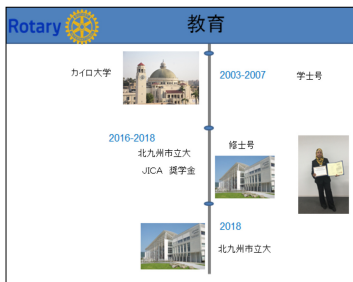 Rotary
教育
カイロ大学
2003-2007
学士号
2016-2018
北九州市立大
JICA 奨学金
修士号
2018
北九州市立大